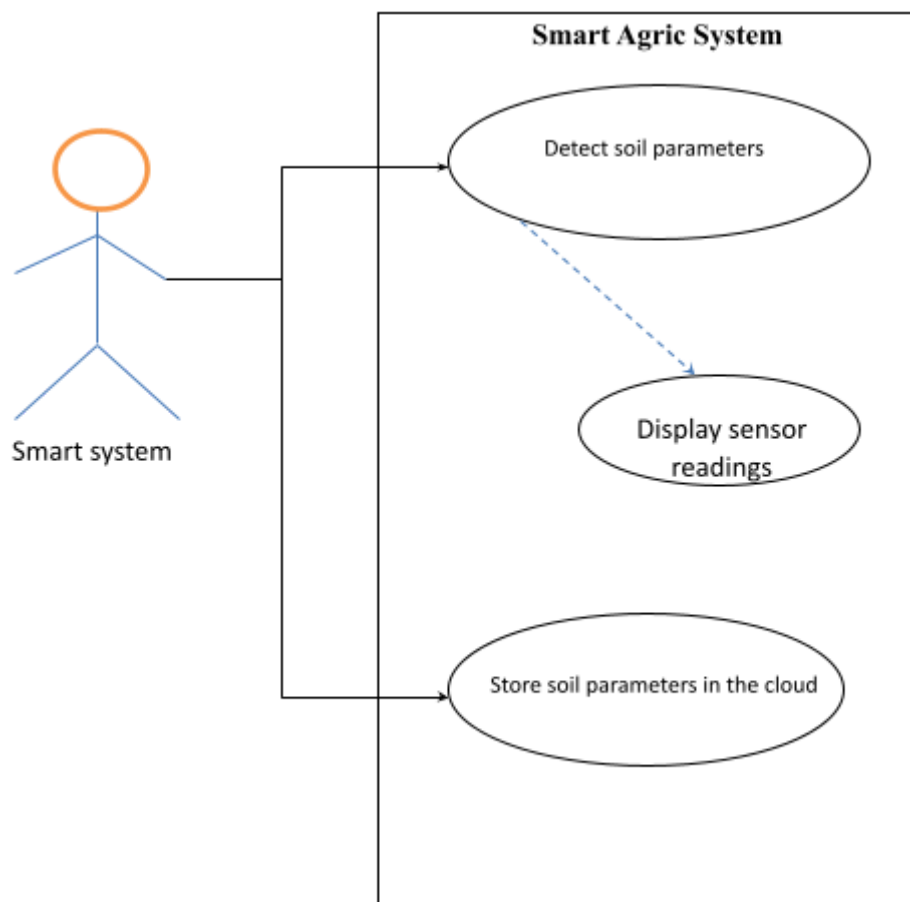 Smart Agric System
Detect soil parameters
Smart system
Display sensor
readings
Store soil parameters in the cloud